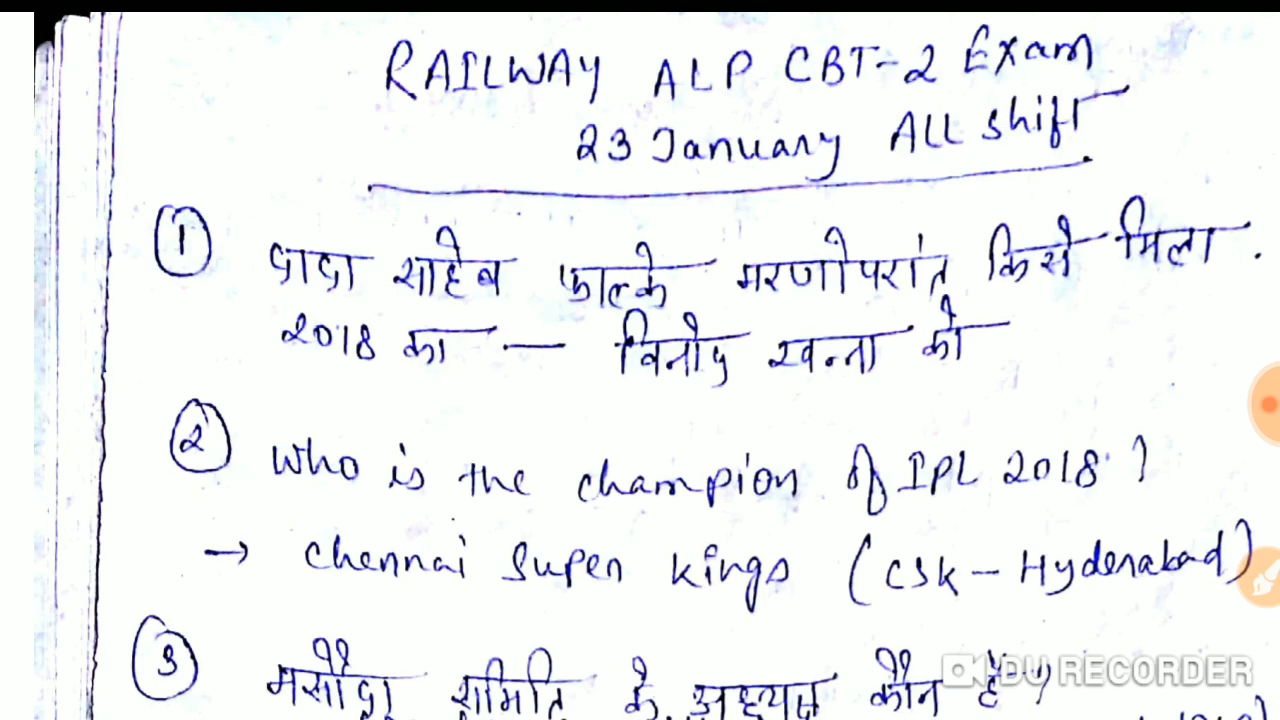 RAILWAY ALP CBT-2 Exam
23 January ALL Shift
① दादा साहेब फाल्के मरणोपरांत किसे मिला.
2018 का — विनोद खन्ना को
② Who is the champion of IPL 2018?
→ Chennai Super Kings (CSK - Hyderabad)
③ मसौदा समिति के अध्यक्ष कौन हैं?
DU RECORDER